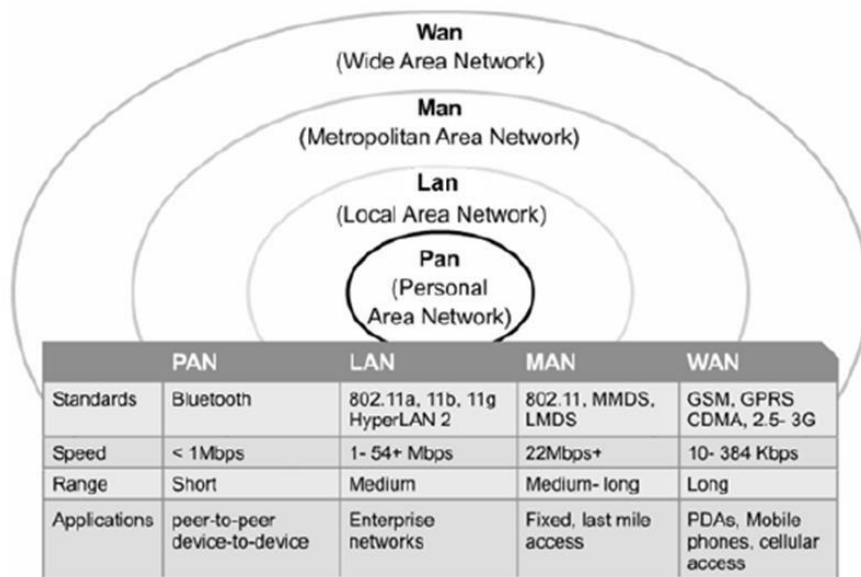 Wan
(Wide Area Network)
Man
(Metropolitan Area Network)
Lan
(Local Area Network)
Pan
(Personal
Area Network)
PAN LAN MAN WAN
Standards Bluetooth 802.11a, 11b, 11g HyperLAN 2 802.11, MMDS, LMDS GSM, GPRS CDMA, 2.5- 3G
Speed < 1Mbps 1- 54+ Mbps 22Mbps+ 10- 384 Kbps
Range Short Medium Medium- long Long
Applications peer-to-peer device-to-device Enterprise networks Fixed, last mile access PDAs, Mobile phones, cellular access